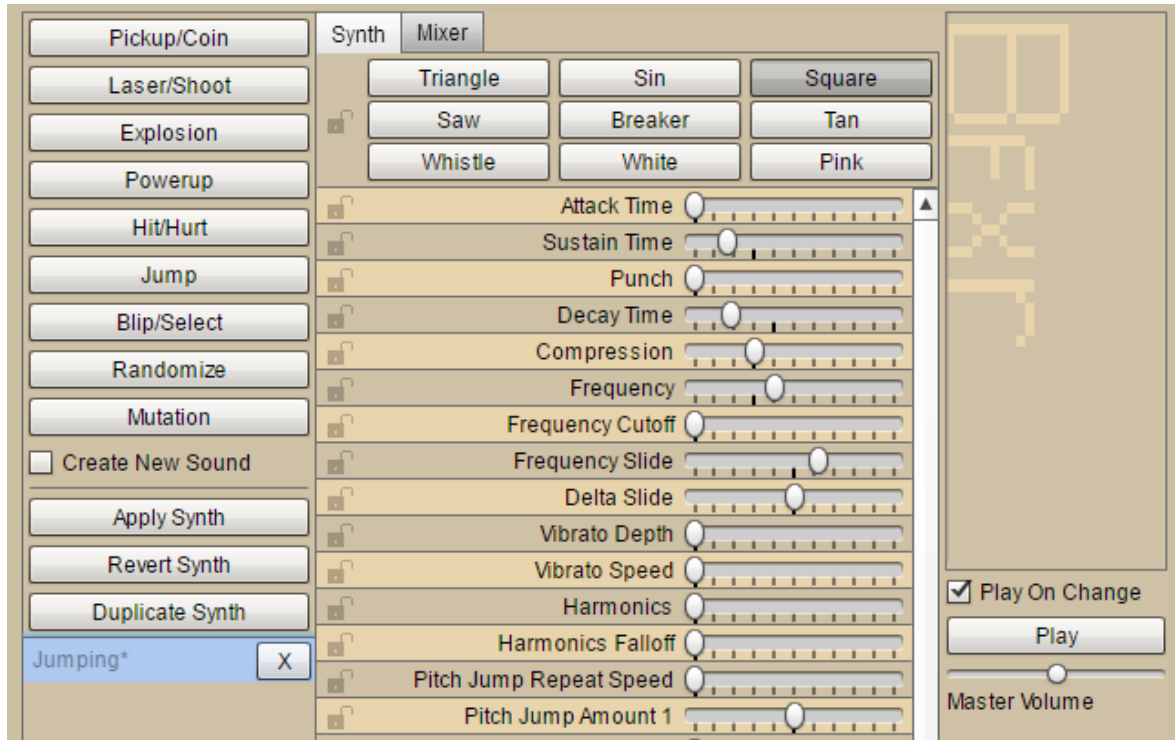 Pickup/Coin
Laser/Shoot
Explosion
Powerup
Hit/Hurt
Jump
Blip/Select
Randomize
Mutation
Create New Sound
Apply Synth
Revert Synth
Duplicate Synth
Jumping* X
Synth Mixer
Triangle Sin Square
Saw Breaker Tan
Whistle White Pink
Attack Time
Sustain Time
Punch
Decay Time
Compression
Frequency
Frequency Cutoff
Frequency Slide
Delta Slide
Vibrato Depth
Vibrato Speed
Harmonics
Harmonics Falloff
Pitch Jump Repeat Speed
Pitch Jump Amount 1
Bfxr
Play On Change
Play
Master Volume